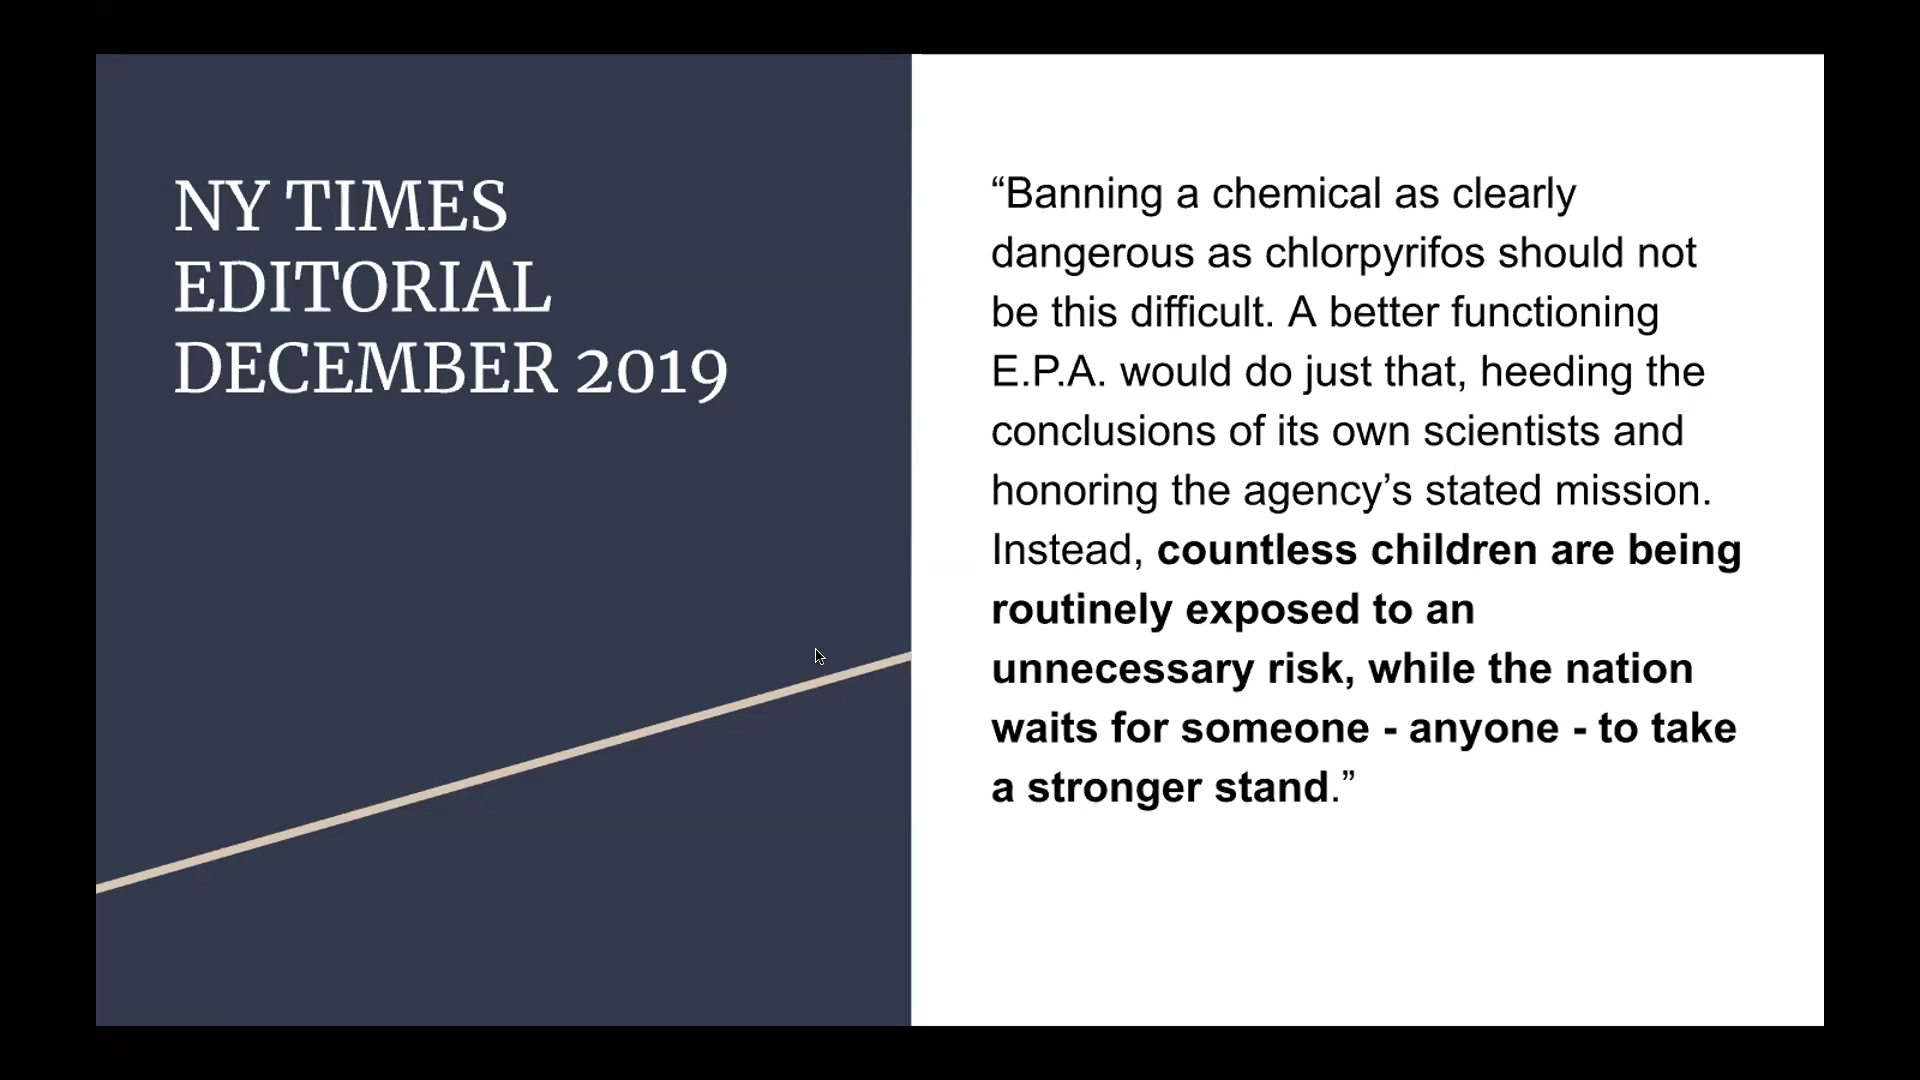 NY TIMES
EDITORIAL
DECEMBER 2019
“Banning a chemical as clearly
dangerous as chlorpyrifos should not
be this difficult. A better functioning
E.P.A. would do just that, heeding the
conclusions of its own scientists and
honoring the agency’s stated mission.
Instead, countless children are being
routinely exposed to an
unnecessary risk, while the nation
waits for someone - anyone - to take
a stronger stand.”